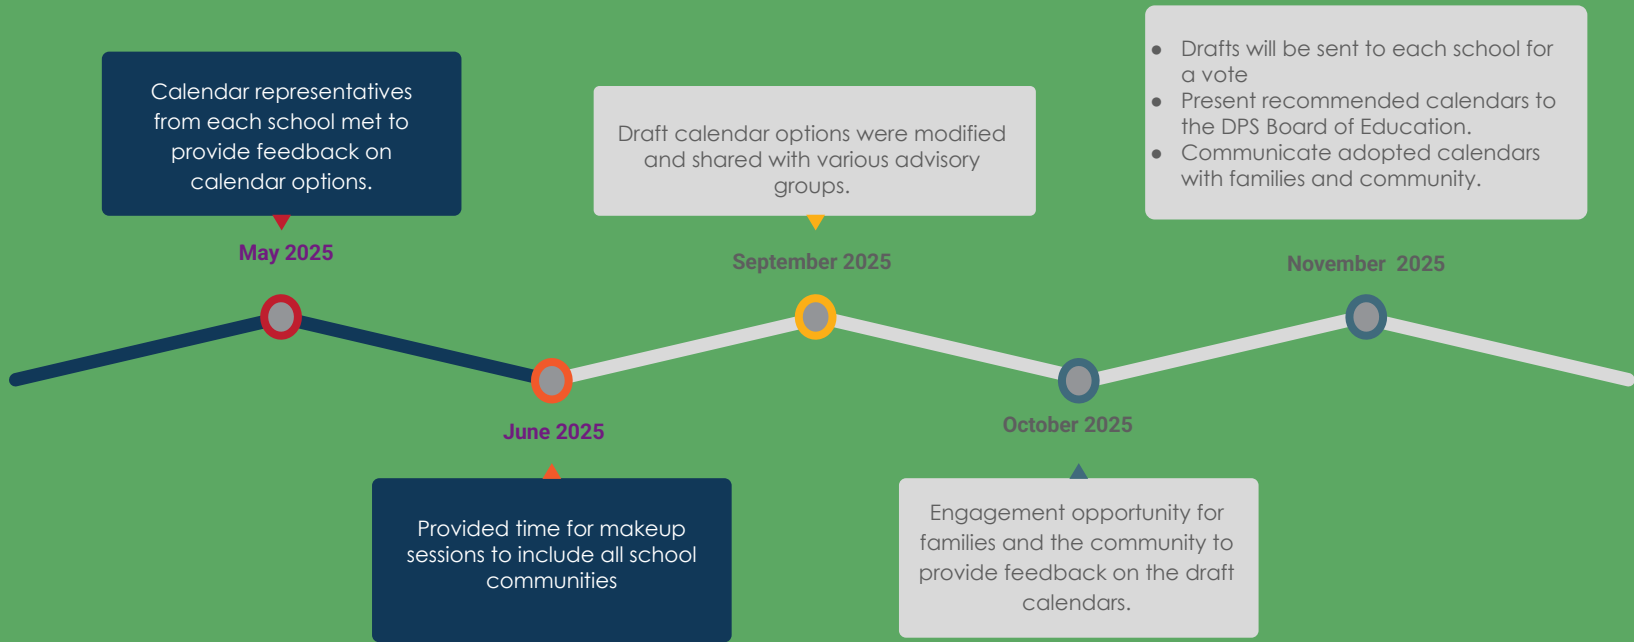 Calendar representatives
from each school met to
provide feedback on
calendar options.
May 2025
June 2025
Provided time for makeup
sessions to include all school
communities
Draft calendar options were modified
and shared with various advisory
groups.
September 2025
October 2025
Engagement opportunity for
families and the community to
provide feedback on the draft
calendars.
● Drafts will be sent to each school for
a vote
● Present recommended calendars to
the DPS Board of Education.
● Communicate adopted calendars
with families and community.
November 2025